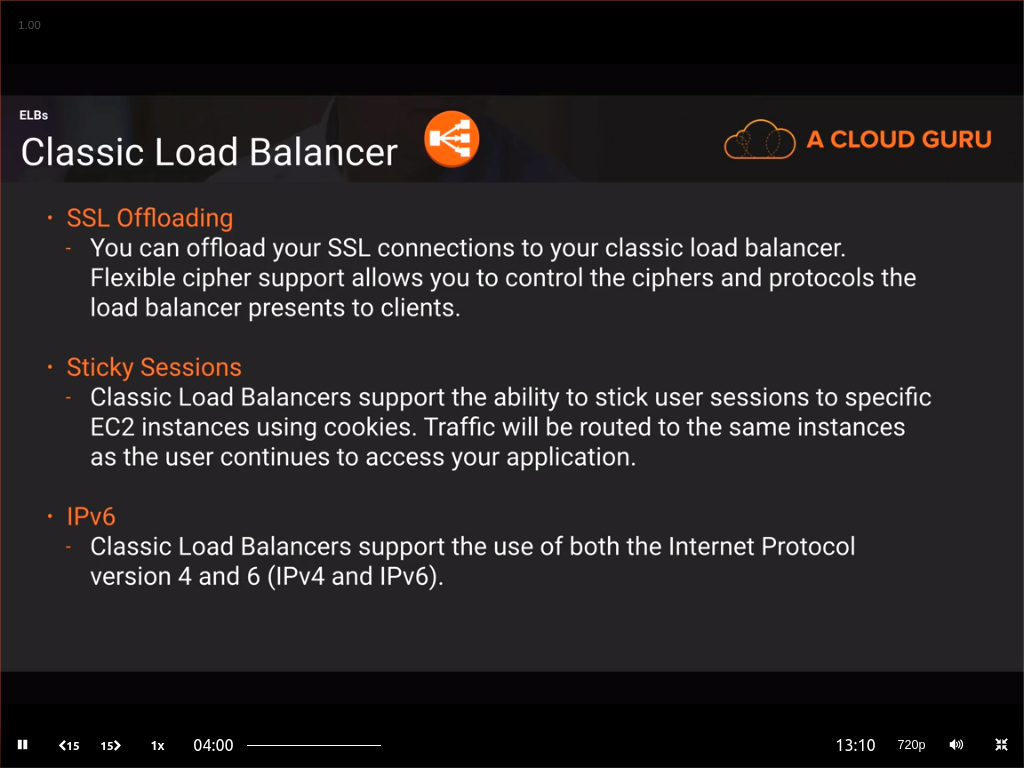 1.00
ELBs
Classic Load Balancer
A CLOUD GURU
• SSL Offloading
- You can offload your SSL connections to your classic load balancer.
Flexible cipher support allows you to control the ciphers and protocols the
load balancer presents to clients.
• Sticky Sessions
- Classic Load Balancers support the ability to stick user sessions to specific
EC2 instances using cookies. Traffic will be routed to the same instances
as the user continues to access your application.
• IPv6
- Classic Load Balancers support the use of both the Internet Protocol
version 4 and 6 (IPv4 and IPv6).
15 15 1x 04:00 13:10 720p